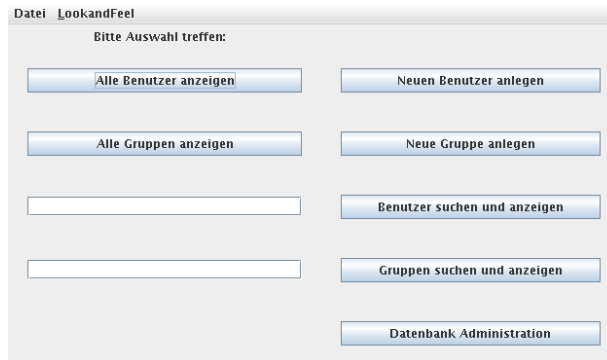 Datei LookandFeel
Bitte Auswahl treffen:
Alle Benutzer anzeigen
Neuen Benutzer anlegen
Alle Gruppen anzeigen
Neue Gruppe anlegen
Benutzer suchen und anzeigen
Gruppen suchen und anzeigen
Datenbank Administration